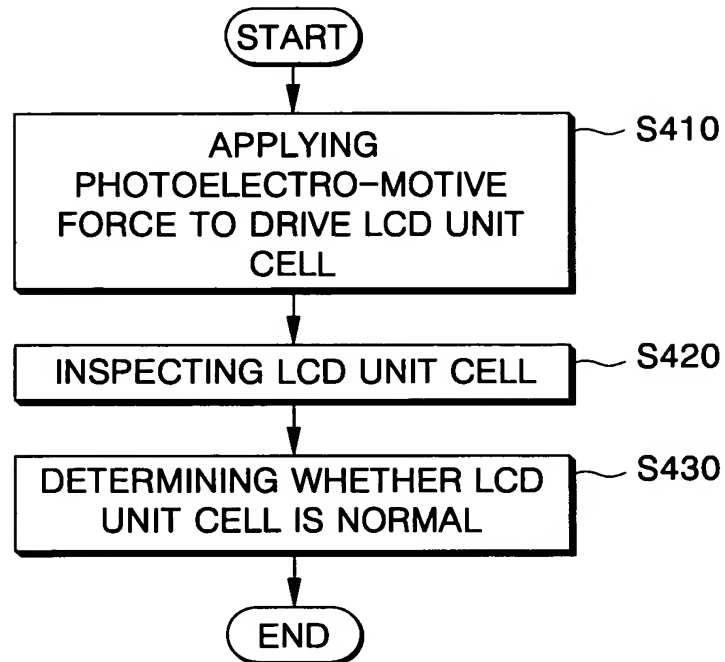 START
APPLYING
PHOTOELECTRO-MOTIVE
FORCE TO DRIVE LCD UNIT
CELL
S410
INSPECTING LCD UNIT CELL
S420
DETERMINING WHETHER LCD
UNIT CELL IS NORMAL
S430
END